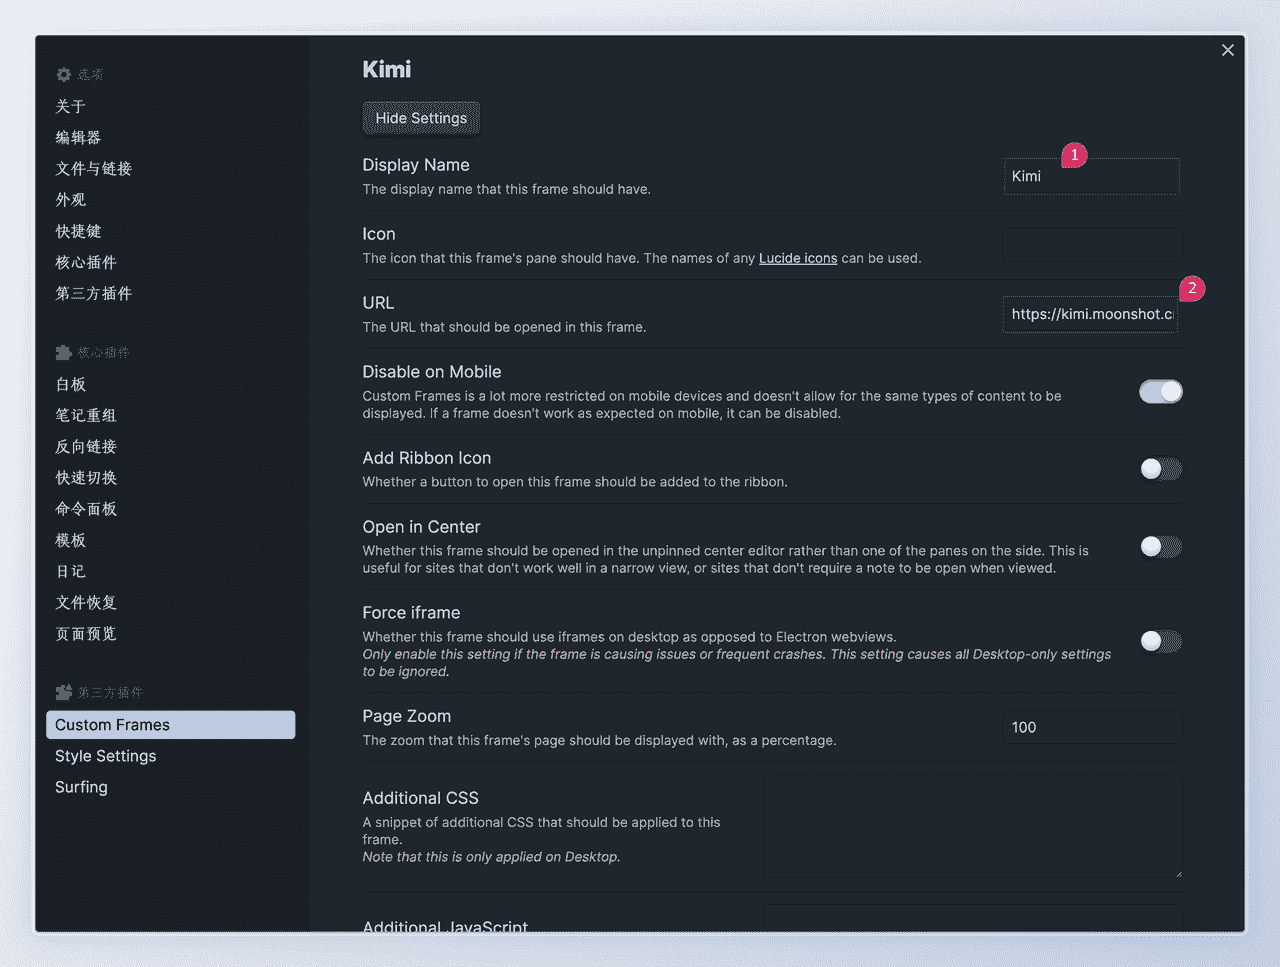 选项
关于
编辑器
文件与链接
外观
快捷键
核心插件
第三方插件
核心插件
白板
笔记重组
反向链接
快速切换
命令面板
模板
日记
文件恢复
页面预览
第三方插件
Custom Frames
Style Settings
Surfing
Kimi
Hide Settings
Display Name
The display name that this frame should have.
1
Kimi
Icon
The icon that this frame's pane should have. The names of any Lucide icons can be used.
URL
The URL that should be opened in this frame.
2
https://kimi.moonshot.c
Disable on Mobile
Custom Frames is a lot more restricted on mobile devices and doesn't allow for the same types of content to be
displayed. If a frame doesn't work as expected on mobile, it can be disabled.
Add Ribbon Icon
Whether a button to open this frame should be added to the ribbon.
Open in Center
Whether this frame should be opened in the unpinned center editor rather than one of the panes on the side. This is
useful for sites that don't work well in a narrow view, or sites that don't require a note to be open when viewed.
Force iframe
Whether this frame should use iframes on desktop as opposed to Electron webviews.
Only enable this setting if the frame is causing issues or frequent crashes. This setting causes all Desktop-only settings
to be ignored.
Page Zoom
The zoom that this frame's page should be displayed with, as a percentage.
100
Additional CSS
A snippet of additional CSS that should be applied to this
frame.
Note that this is only applied on Desktop.
Additional JavaScript